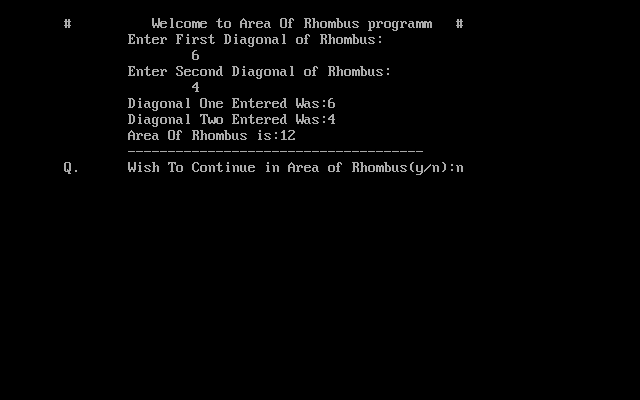 #          Welcome to Area Of Rhombus programm   #
Enter First Diagonal of Rhombus:
6
Enter Second Diagonal of Rhombus:
4
Diagonal One Entered Was:6
Diagonal Two Entered Was:4
Area Of Rhombus is:12
-------------------------------------
Q.      Wish To Continue in Area of Rhombus(y/n):n